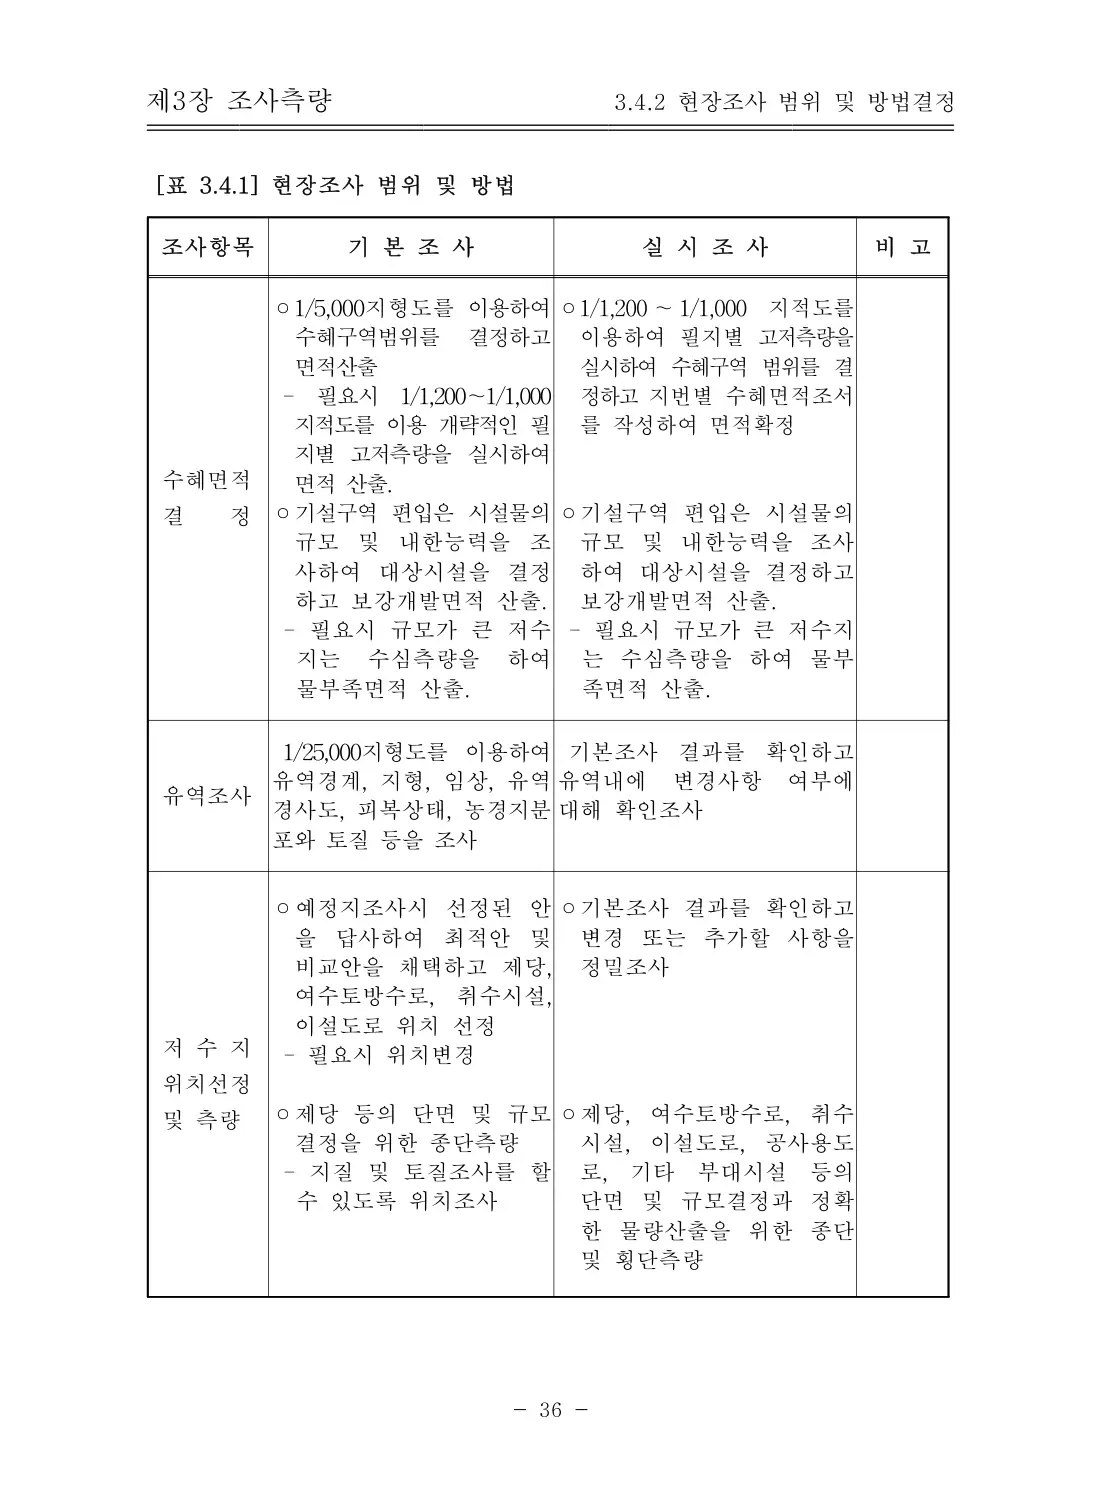 제3장 조사측량
3.4.2 현장조사 범위 및 방법결정
[표 3.4.1] 현장조사 범위 및 방법
조사항목
기 본 조 사
실 시 조 사
비 고
수혜면적
결 정
○ 1/5,000지형도를 이용하여
수혜구역범위를 결정하고
면적산출
- 필요시 1/1,200~1/1,000
지적도를 이용 개략적인 필
지별 고저측량을 실시하여
면적 산출.
○ 기설구역 편입은 시설물의
규모 및 내한능력을 조
사하여 대상시설을 결정
하고 보강개발면적 산출.
- 필요시 규모가 큰 저수
지는 수심측량을 하여
물부족면적 산출.
○ 1/1,200 ~ 1/1,000 지적도를
이용하여 필지별 고저측량을
실시하여 수혜구역 범위를 결
정하고 지번별 수혜면적조서
를 작성하여 면적확정
○ 기설구역 편입은 시설물의
규모 및 내한능력을 조사
하여 대상시설을 결정하고
보강개발면적 산출.
- 필요시 규모가 큰 저수지
는 수심측량을 하여 물부
족면적 산출.
유역조사
1/25,000지형도를 이용하여
유역경계, 지형, 임상, 유역
경사도, 피복상태, 농경지분
포와 토질 등을 조사
기본조사 결과를 확인하고
유역내에 변경사항 여부에
대해 확인조사
저 수 지
위치선정
및 측량
○ 예정지조사시 선정된 안
을 답사하여 최적안 및
비교안을 채택하고 제당,
여수토방수로, 취수시설,
이설도로 위치 선정
- 필요시 위치변경
○ 제당 등의 단면 및 규모
결정을 위한 종단측량
- 지질 및 토질조사를 할
수 있도록 위치조사
○ 기본조사 결과를 확인하고
변경 또는 추가할 사항을
정밀조사
○ 제당, 여수토방수로, 취수
시설, 이설도로, 공사용도
로, 기타 부대시설 등의
단면 및 규모결정과 정확
한 물량산출을 위한 종단
및 횡단측량
- 36 -